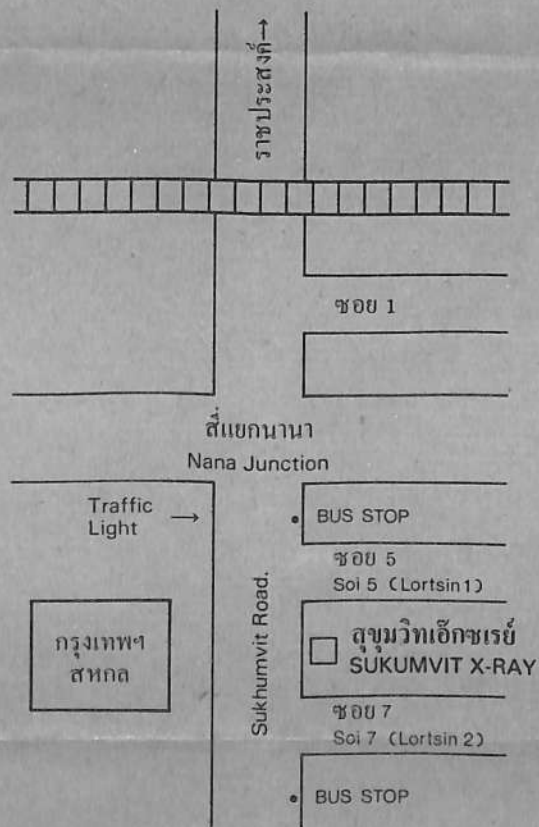 ราชประสงค์→
ซอย 1
สี่แยกนานา
Nana Junction
Traffic
Light →
BUS STOP
ซอย 5
Soi 5 (Lortsin 1)
Sukhumvit Road.
กรุงเทพฯ
สหกล
สุขุมวิทเอ๊กซเรย์
SUKUMVIT X-RAY
ซอย 7
Soi 7 (Lortsin 2)
BUS STOP